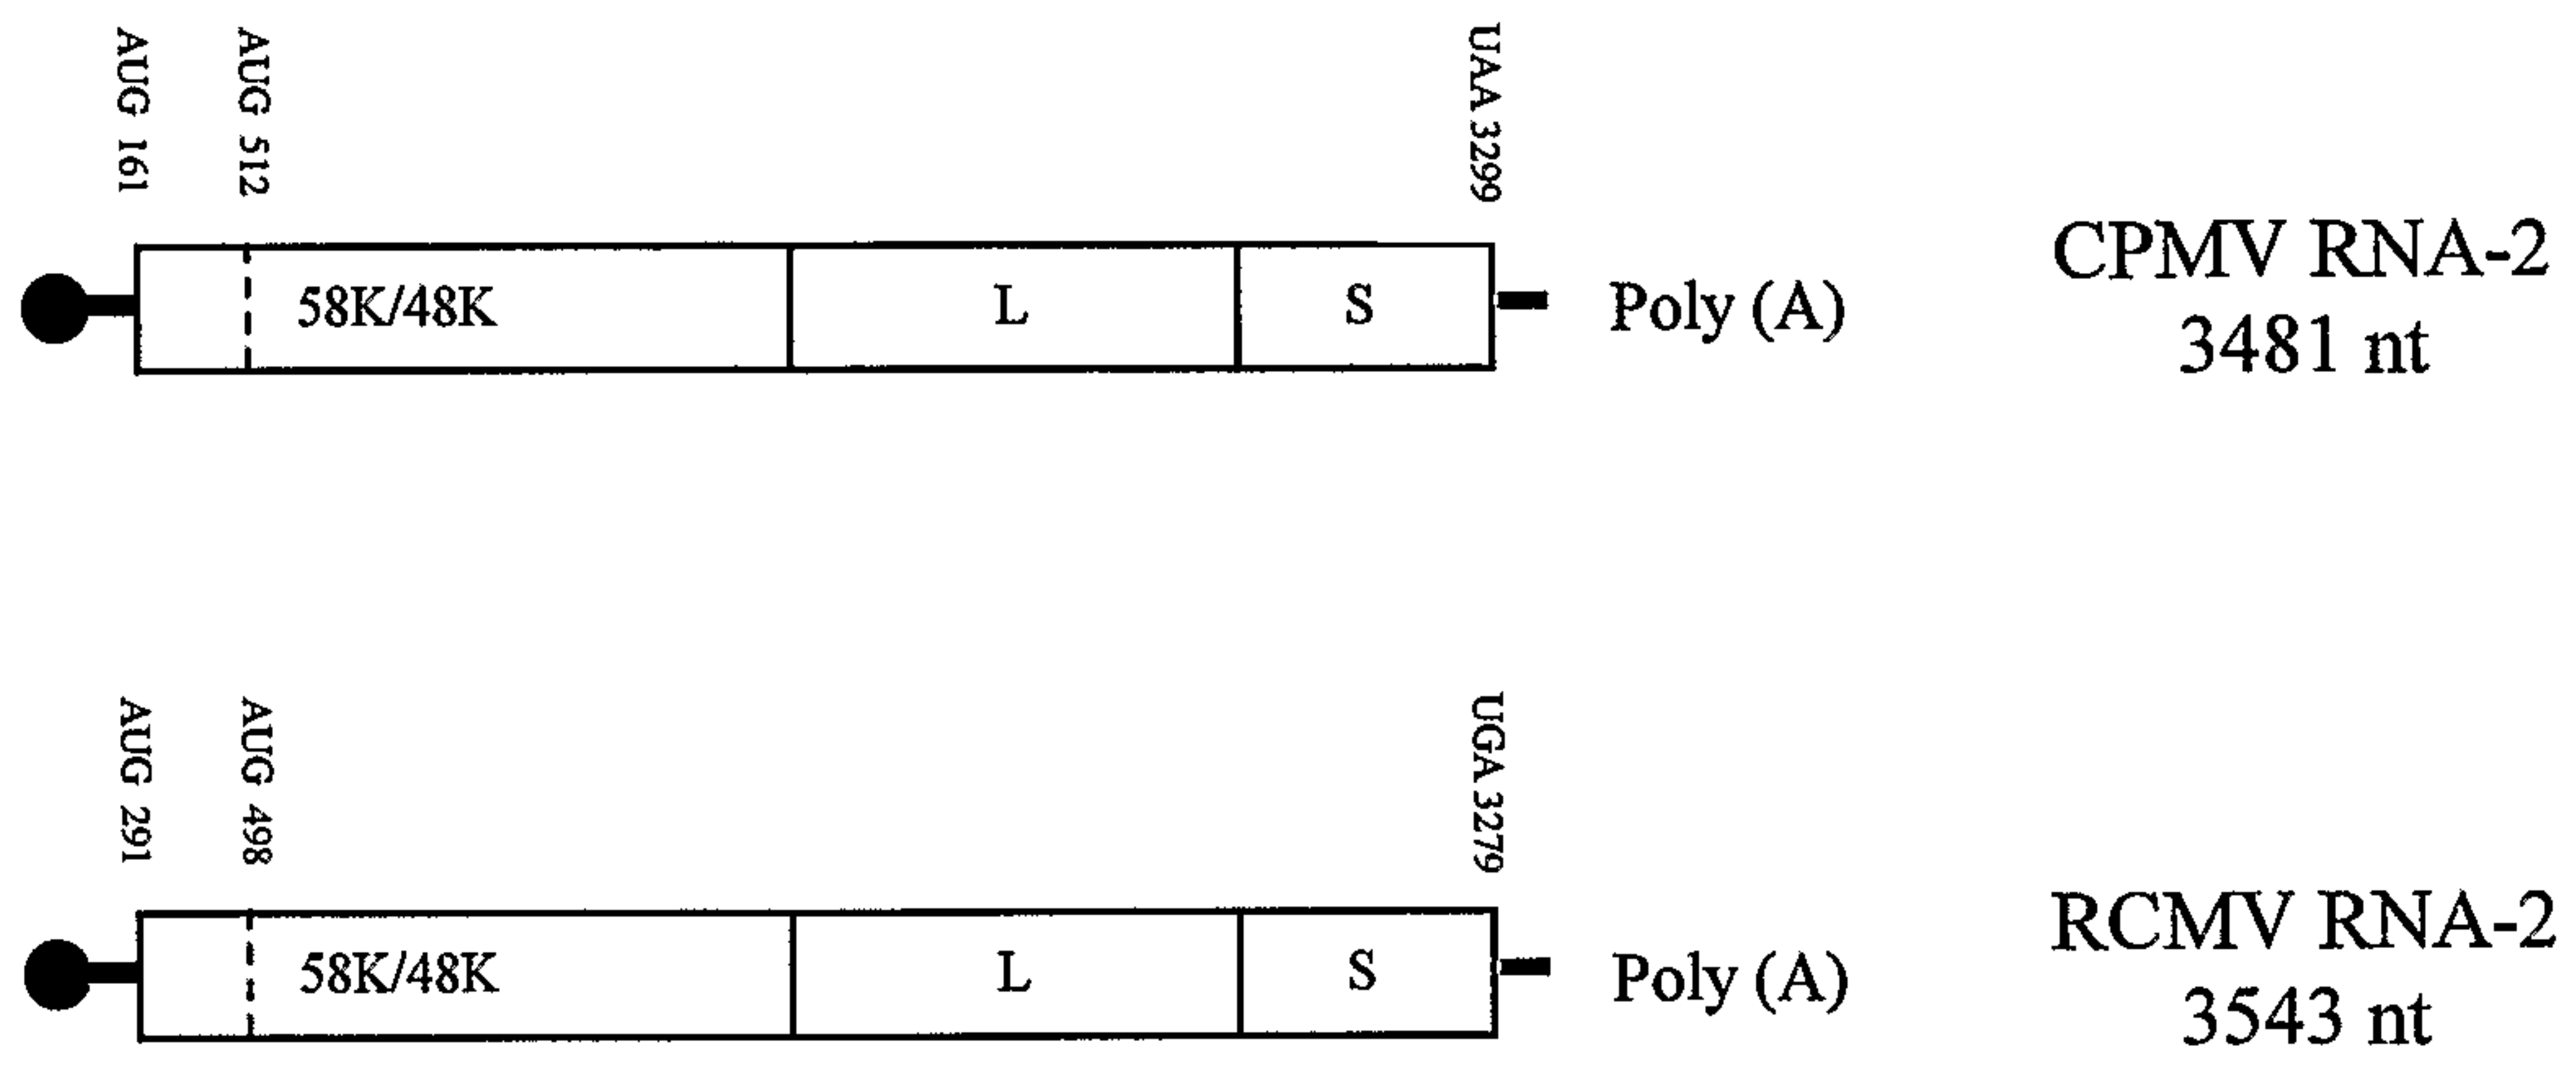 AUG 161
AUG 512
UAA 3299
58K/48K
L
S
Poly (A)
CPMV RNA-2
3481 nt
AUG 291
AUG 498
UGA 3279
58K/48K
L
S
Poly (A)
RCMV RNA-2
3543 nt